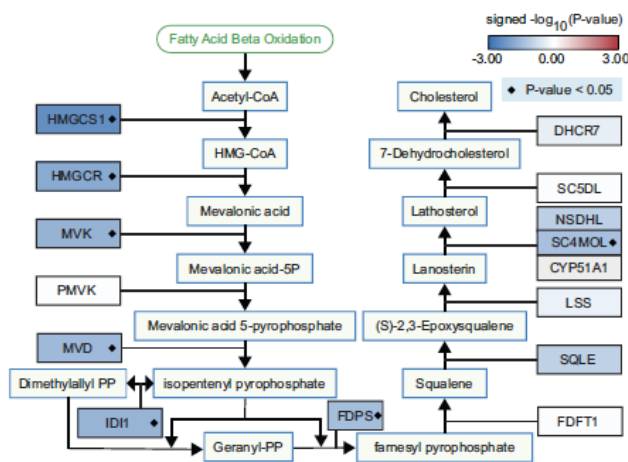 signed -log10(P-value)
-3.00 0.00 3.00
◆ P-value < 0.05
Fatty Acid Beta Oxidation
Acetyl-CoA
HMGCS1
HMG-CoA
HMGCR
Mevalonic acid
MVK
Mevalonic acid-5P
PMVK
Mevalonic acid 5-pyrophosphate
MVD
Dimethylallyl PP
isopentenyl pyrophosphate
IDI1
Geranyl-PP
FDPS
farnesyl pyrophosphate
FDFT1
Squalene
SQLE
(S)-2,3-Epoxysqualene
LSS
Lanosterin
CYP51A1
SC4MOL
NSDHL
Lathosterol
SC5DL
7-Dehydrocholesterol
DHCR7
Cholesterol